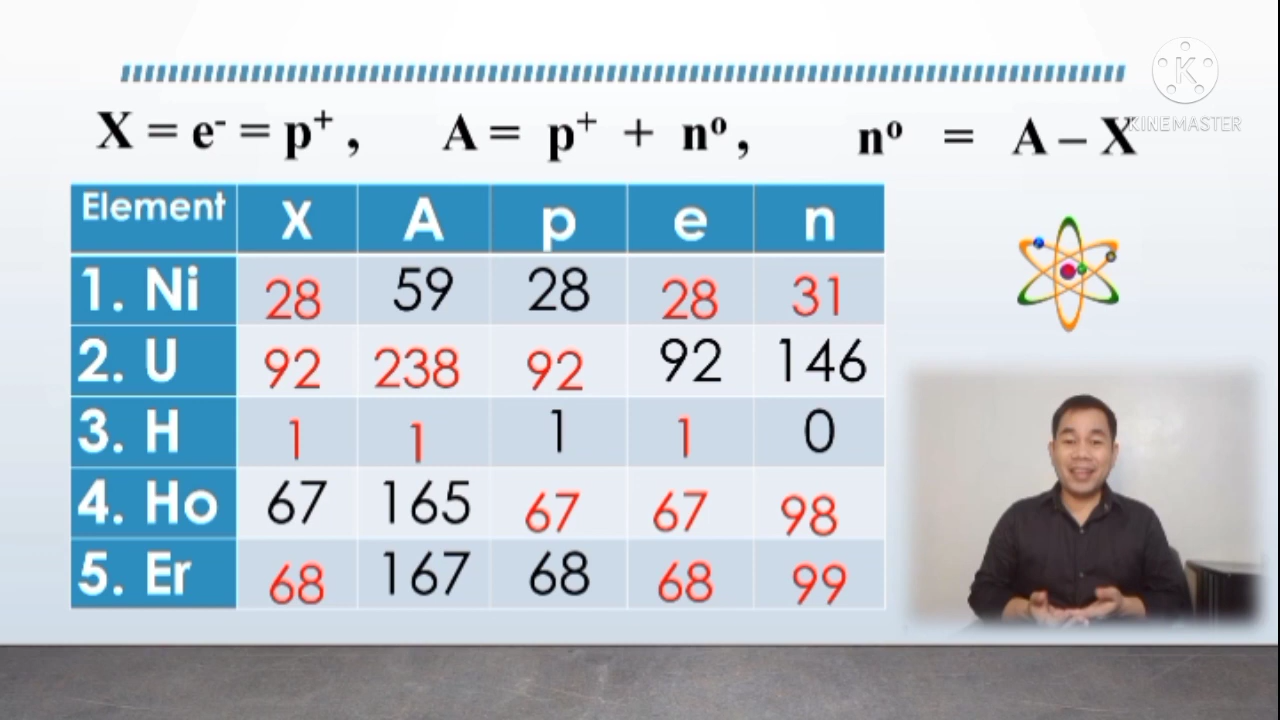 X = e⁻ = p⁺ , A = p⁺ + nº , nº = A – X
KINEMASTER
Element X A p e n
1. Ni 28 59 28 28 31
2. U 92 238 92 92 146
3. H 1 1 1 1 0
4. Ho 67 165 67 67 98
5. Er 68 167 68 68 99